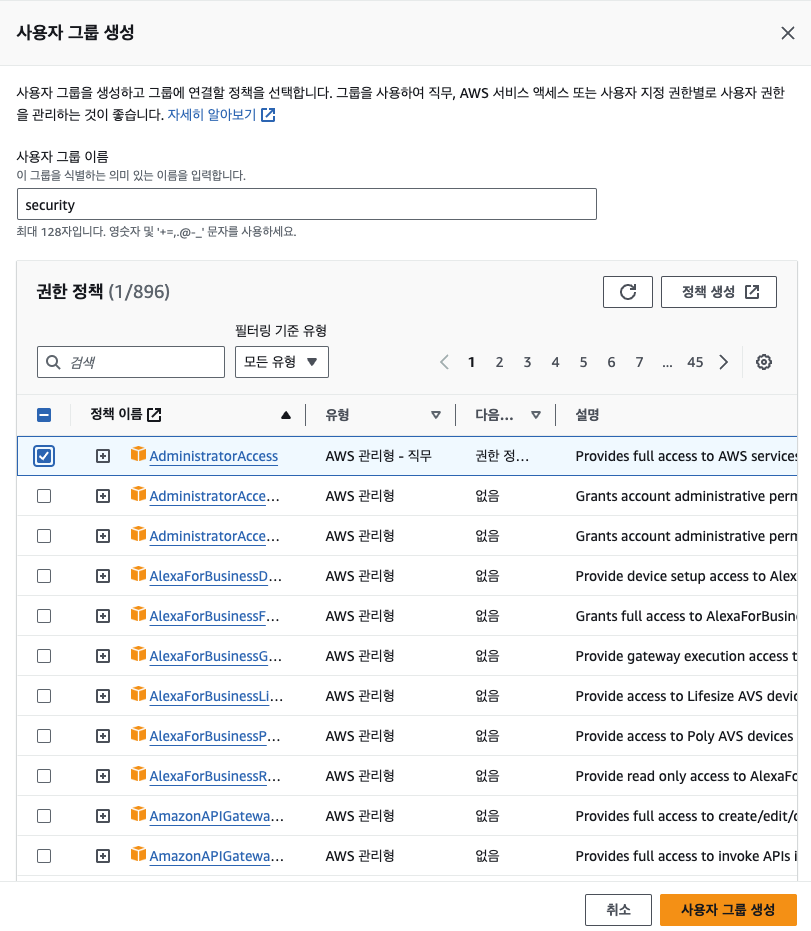 사용자 그룹 생성
사용자 그룹을 생성하고 그룹에 연결할 정책을 선택합니다. 그룹을 사용하여 직무, AWS 서비스 액세스 또는 사용자 지정 권한별로 사용자 권한
을 관리하는 것이 좋습니다. 자세히 알아보기
사용자 그룹 이름
이 그룹을 식별하는 의미 있는 이름을 입력합니다.
security
최대 128자입니다. 영숫자 및 '+=,.@-_' 문자를 사용하세요.
권한 정책 (1/896)
정책 생성
필터링 기준 유형
검색
모든 유형
1 2 3 4 5 6 7 ... 45
정책 이름 유형 다음... 설명
AdministratorAccess AWS 관리형 - 직무 권한 정... Provides full access to AWS services
AdministratorAcce... AWS 관리형 없음 Grants account administrative perm
AdministratorAcce... AWS 관리형 없음 Grants account administrative perm
AlexaForBusinessD... AWS 관리형 없음 Provide device setup access to Alex
AlexaForBusinessF... AWS 관리형 없음 Grants full access to AlexaForBusin
AlexaForBusinessG... AWS 관리형 없음 Provide gateway execution access t
AlexaForBusinessLi... AWS 관리형 없음 Provide access to Lifesize AVS devic
AlexaForBusinessP... AWS 관리형 없음 Provide access to Poly AVS devices
AlexaForBusinessR... AWS 관리형 없음 Provide read only access to AlexaFo
AmazonAPIGatewa... AWS 관리형 없음 Provides full access to create/edit/d
AmazonAPIGatewa... AWS 관리형 없음 Provides full access to invoke APIs i
취소
사용자 그룹 생성